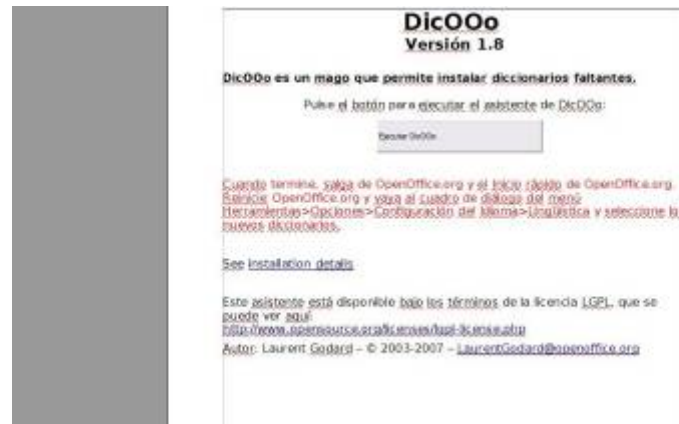 DicOOo
Versión 1.8
DicOOo es un mago que permite instalar diccionarios faltantes.
Pulse el botón para ejecutar el asistente de DicOOo:
Ejecutar DicOOo
Cuando termine, salga de OpenOffice.org y el Inicio rápido de OpenOffice.org.
Reinicie OpenOffice.org y vaya al cuadro de diálogo del menú
Herramientas>Opciones>Configuración del Idioma>Lingüística y seleccione lo
nuevos diccionarios.
See installation details
Este asistente está disponible bajo los términos de la licencia LGPL, que se
puede ver aquí:
http://www.opensource.org/licenses/lgpl-license.php
Autor: Laurent Godard – © 2003-2007 – LaurentGodard@openoffice.org